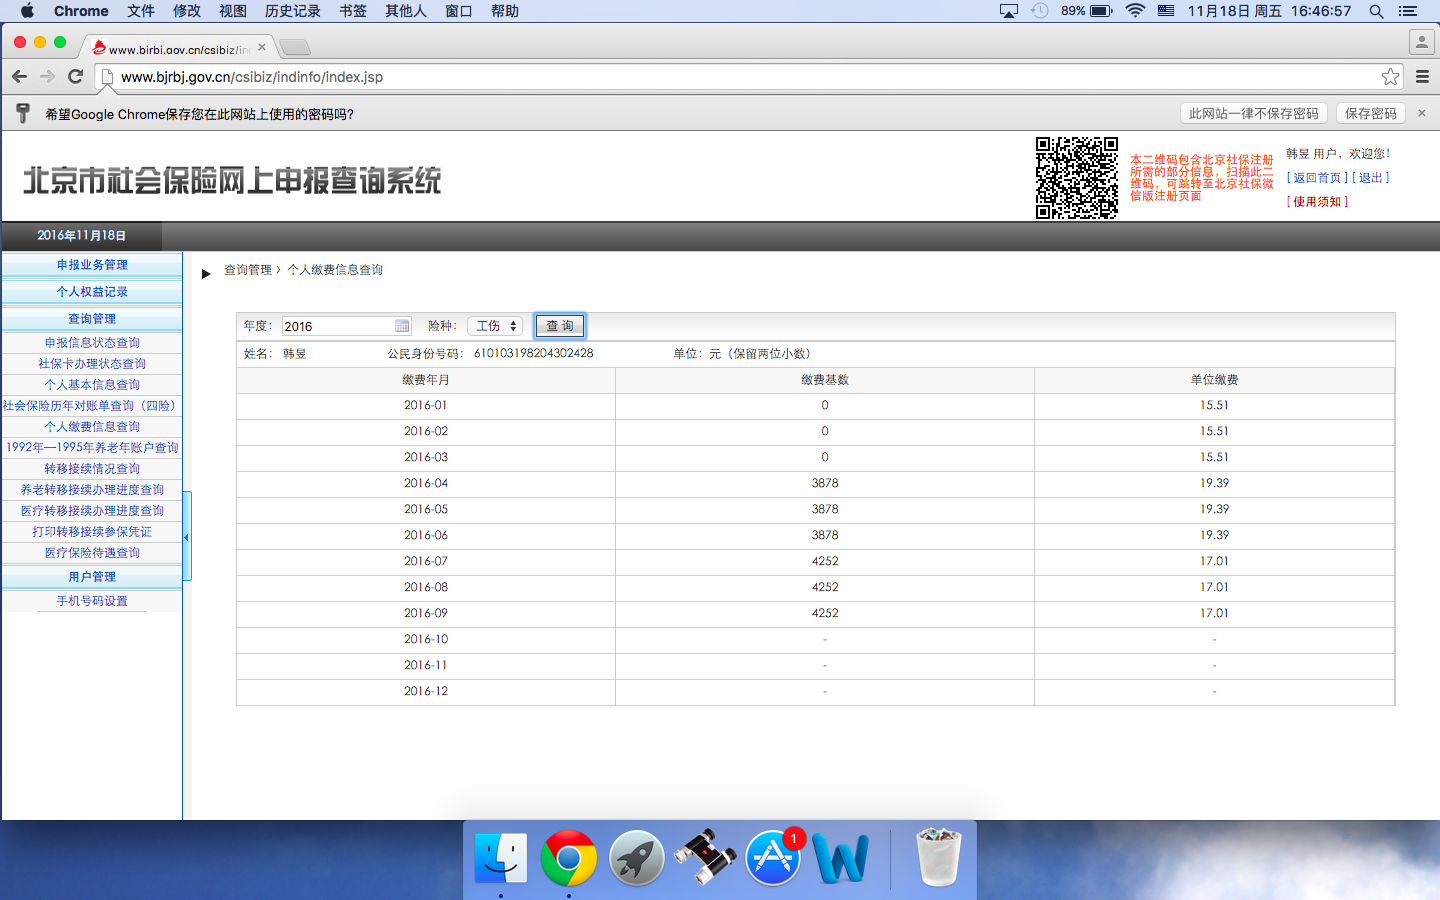 Chrome 文件 修改 视图 历史记录 书签 其他人 窗口 帮助 89% 11月18日 周五 16:46:57
www.bjrbj.gov.cn/csibiz/in
www.bjrbj.gov.cn/csibiz/indinfo/index.jsp
希望Google Chrome保存您在此网站上使用的密码吗? 此网站一律不保存密码 保存密码
北京市社会保险网上申报查询系统
本二维码包含北京社保注册
所需的部分信息，扫描此二
维码，可跳转至北京社保微
信版注册页面
韩昱 用户，欢迎您!
[ 返回首页 ] [ 退出 ]
[ 使用须知 ]
2016年11月18日
申报业务管理
个人权益记录
查询管理
申报信息状态查询
社保卡办理状态查询
个人基本信息查询
社会保险历年对账单查询（四险）
个人缴费信息查询
1992年—1995年养老年账户查询
转移接续情况查询
养老转移接续办理进度查询
医疗转移接续办理进度查询
打印转移接续参保凭证
医疗保险待遇查询
用户管理
手机号码设置
查询管理 〉 个人缴费信息查询
年度： 2016 险种： 工伤 查 询
姓名： 韩昱 公民身份号码： 610103198204302428 单位：元（保留两位小数）
缴费年月 缴费基数 单位缴费
2016-01 0 15.51
2016-02 0 15.51
2016-03 0 15.51
2016-04 3878 19.39
2016-05 3878 19.39
2016-06 3878 19.39
2016-07 4252 17.01
2016-08 4252 17.01
2016-09 4252 17.01
2016-10 - -
2016-11 - -
2016-12 - -
1